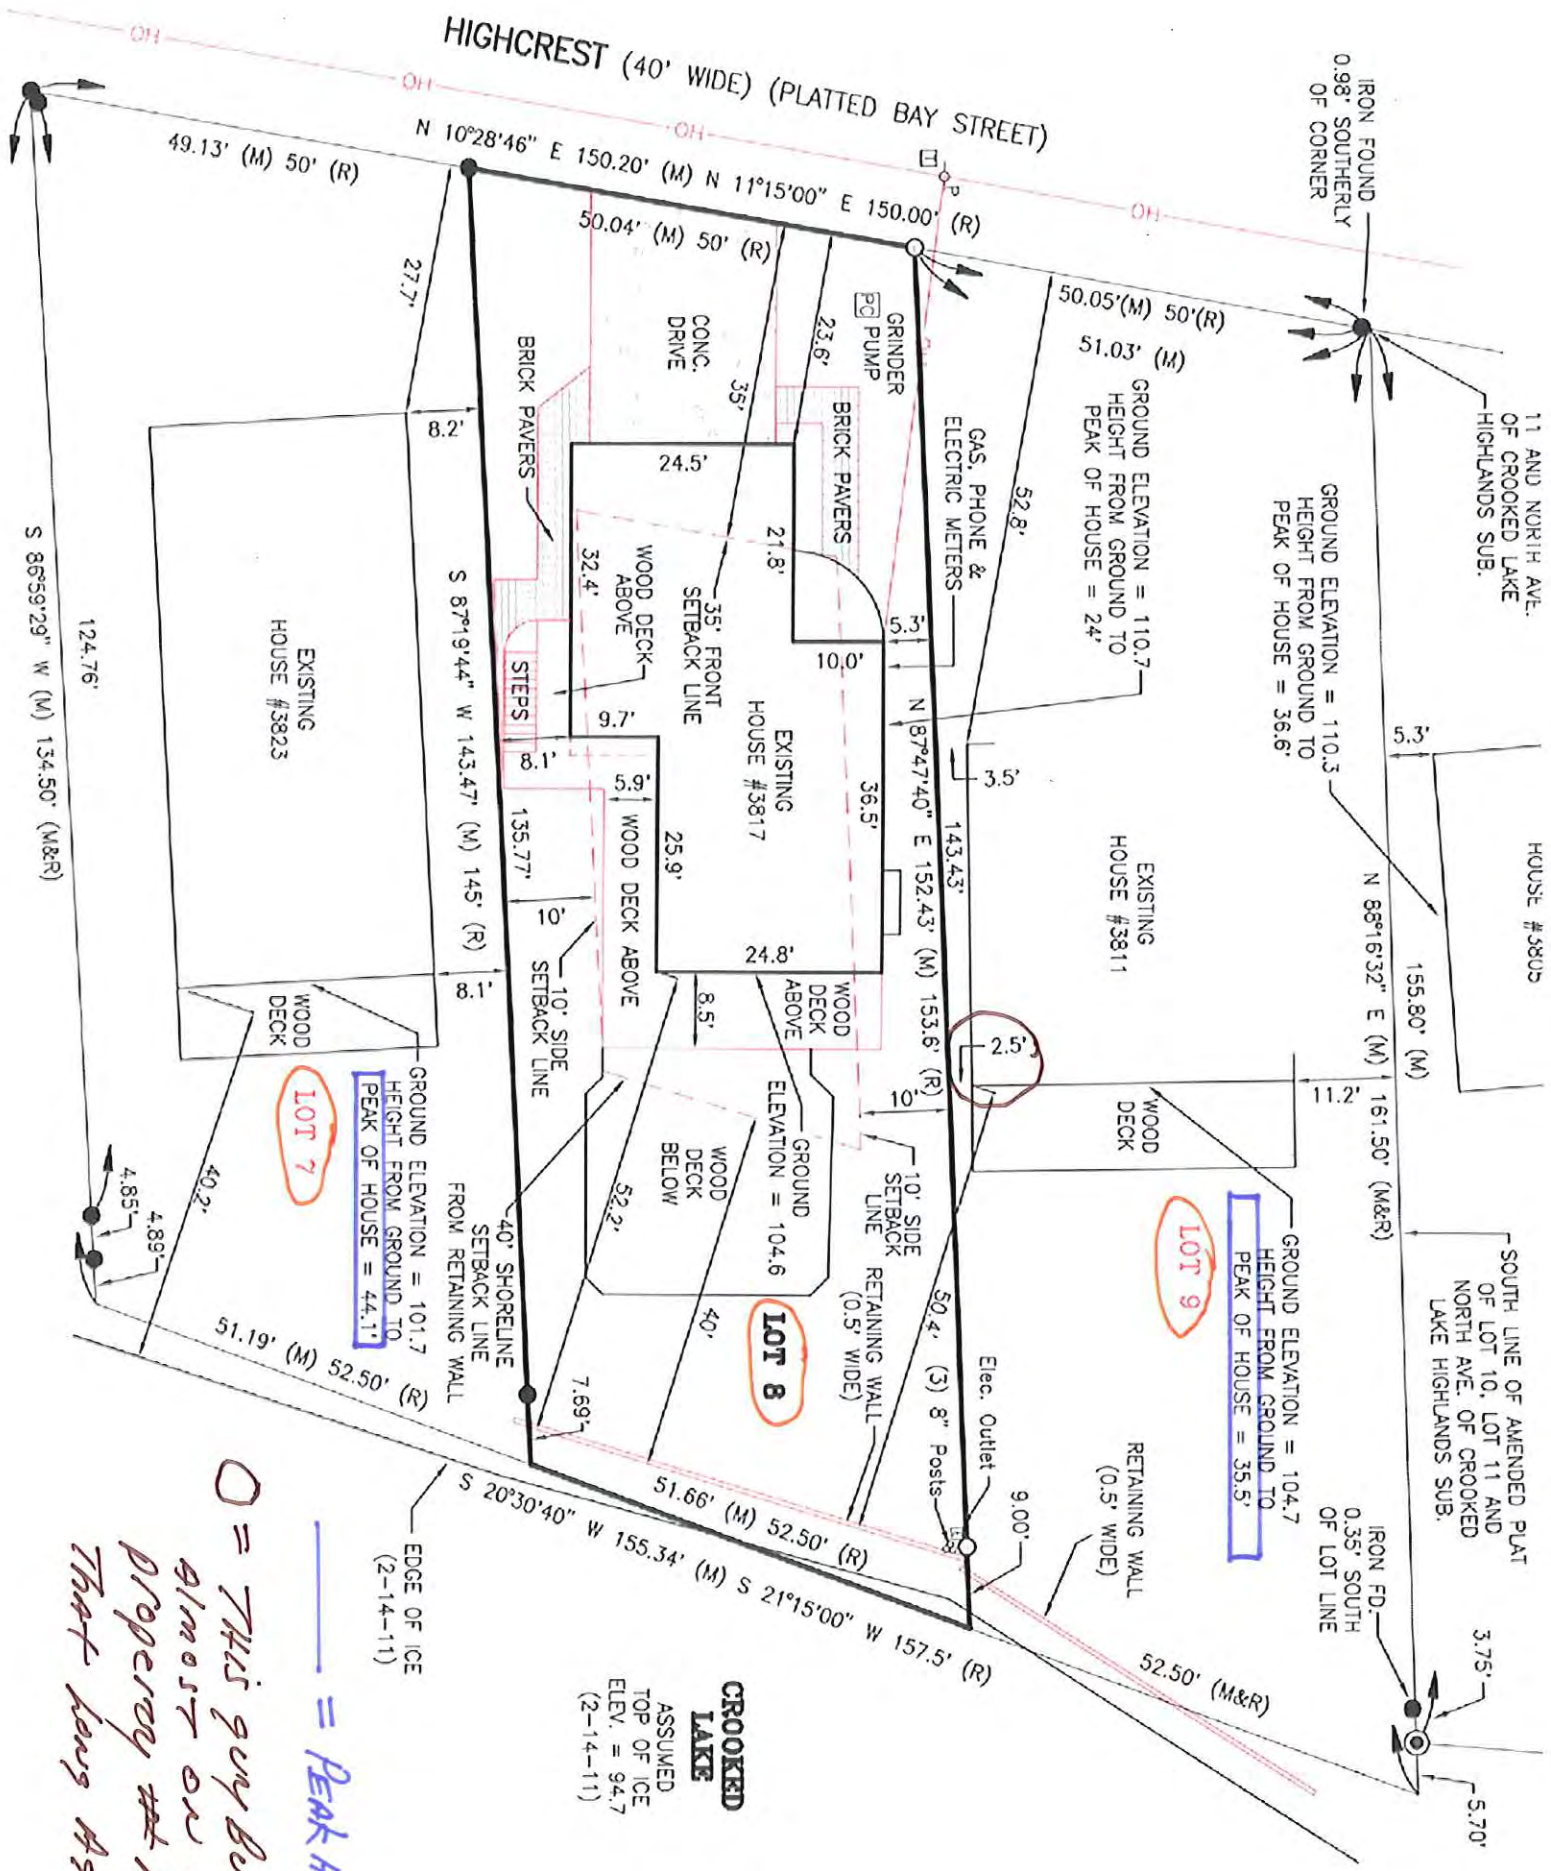 HIGHCREST (40' WIDE) (PLATTED BAY STREET)
OH
OH
OH
OH
IRON FOUND
0.98' SOUTHERLY
OF CORNER
N 10°28'46" E 150.20' (M) N 11°15'00" E 150.00' (R)
49.13' (M) 50' (R)
50.04' (M) 50' (R)
50.05'(M) 50'(R)
51.03' (M)
P
T
11 AND NORTH AVE.
OF CROOKED LAKE
HIGHLANDS SUB.
GROUND ELEVATION = 110.3
HEIGHT FROM GROUND TO
PEAK OF HOUSE = 36.6'
GROUND ELEVATION = 110.7
HEIGHT FROM GROUND TO
PEAK OF HOUSE = 24'
GAS, PHONE &
ELECTRIC METERS
GRINDER
PUMP
PC
BRICK PAVERS
CONC.
DRIVE
BRICK PAVERS
27.7'
35'
23.6'
52.8'
8.2'
24.5'
21.8'
32.4'
5.3'
10.0'
5.3'
WOOD DECK
ABOVE
35' FRONT
SETBACK LINE
STEPS
9.7'
8.1'
5.9'
EXISTING
HOUSE #3817
36.5'
25.9'
24.8'
8.5'
WOOD DECK ABOVE
WOOD
DECK
ABOVE
3.5'
143.43'
N 87°47'40" E 152.43' (M) 153.6' (R)
EXISTING
HOUSE #3811
HOUSE #3805
N 88°16'32" E (M) 161.50' (M&R)
155.80' (M)
11.2'
2.5'
WOOD
DECK
EXISTING
HOUSE #3823
124.76'
S 86°59'29" W (M) 134.50' (M&R)
S 87°19'44" W 143.47' (M) 145' (R)
135.77'
10'
10' SIDE
SETBACK LINE
8.1'
WOOD
DECK
GROUND ELEVATION = 101.7
HEIGHT FROM GROUND TO
PEAK OF HOUSE = 44.1'
LOT 7
40.2'
4.85'
4.89'
51.19' (M) 52.50' (R)
40' SHORELINE
SETBACK LINE
FROM RETAINING WALL
52.2'
7.69'
WOOD
DECK
BELOW
GROUND
ELEVATION = 104.6
10'
10' SIDE
SETBACK
LINE
40'
LOT 8
RETAINING WALL
(0.5' WIDE)
50.4'
(3) 8" Posts
Elec. Outlet
9.00'
LOT 9
GROUND ELEVATION = 104.7
HEIGHT FROM GROUND TO
PEAK OF HOUSE = 35.5'
SOUTH LINE OF AMENDED PLAT
OF LOT 10, LOT 11 AND
NORTH AVE. OF CROOKED
LAKE HIGHLANDS SUB.
IRON FD.
0.35' SOUTH
OF LOT LINE
RETAINING WALL
(0.5' WIDE)
3.75'
5.70'
52.50' (M&R)
51.66' (M) 52.50' (R)
S 20°30'40" W 155.34' (M) S 21°15'00" W 157.5' (R)
EDGE OF ICE
(2-14-11)
CROOKED
LAKE
ASSUMED
TOP OF ICE
ELEV. = 94.7
(2-14-11)
= PEAK
= THIS guy
Almost on
property
That long As